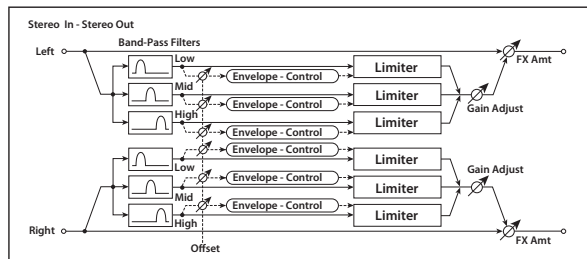 Stereo In - Stereo Out
Left
Band-Pass Filters
FX Amt
Low
Limiter
Envelope - Control
Mid
Limiter
Envelope - Control
Gain Adjust
High
Limiter
Envelope - Control
Envelope - Control
Low
Limiter
Gain Adjust
Envelope - Control
Mid
Limiter
Envelope - Control
High
Limiter
Right
FX Amt
Offset